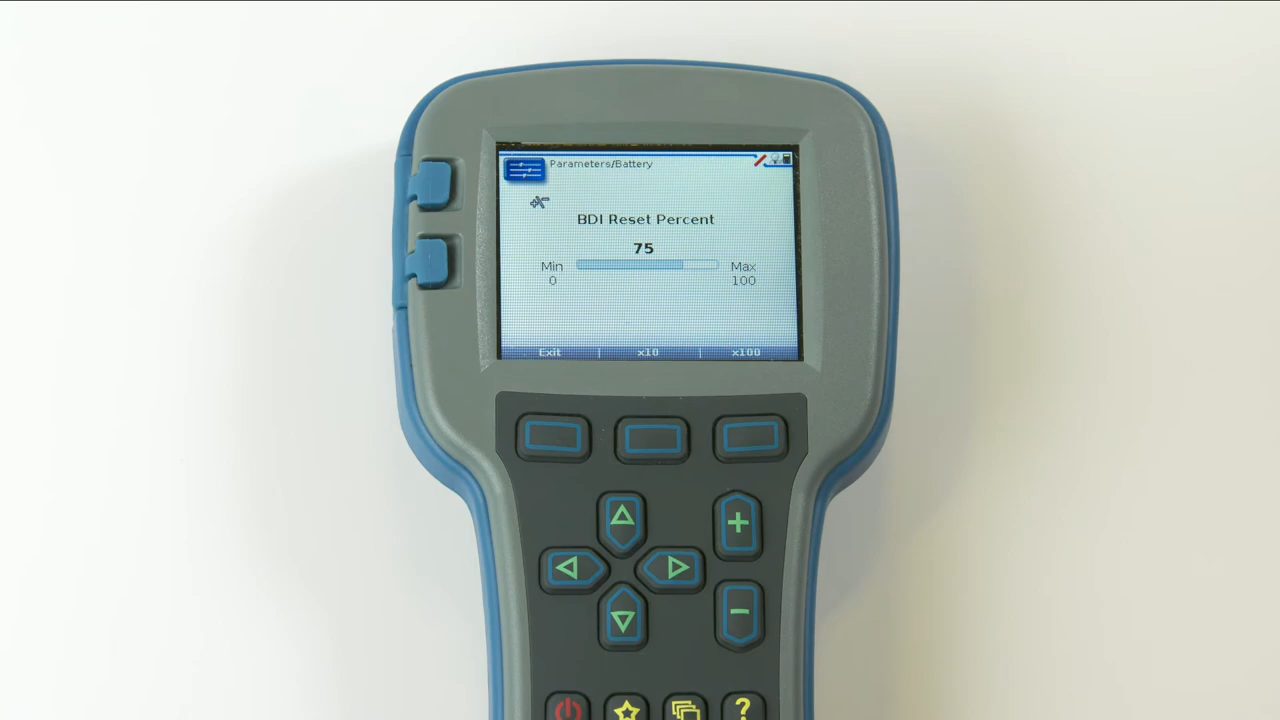 Parameters/Battery
BDI Reset Percent
75
Min Max
0 100
Exit | x10 | x100
+
−
?